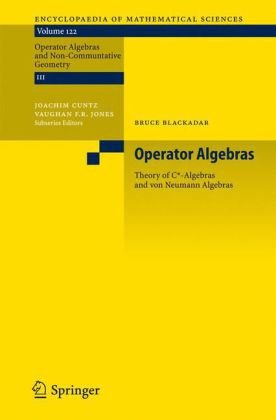 ENCYCLOPAEDIA OF MATHEMATICAL SCIENCES
Volume 122
Operator Algebras
and Non-Communtative
Geometry
III
JOACHIM CUNTZ
VAUGHAN F.R. JONES
Subseries Editors
BRUCE BLACKADAR
Operator Algebras
Theory of C*-Algebras
and von Neumann Algebras
Springer